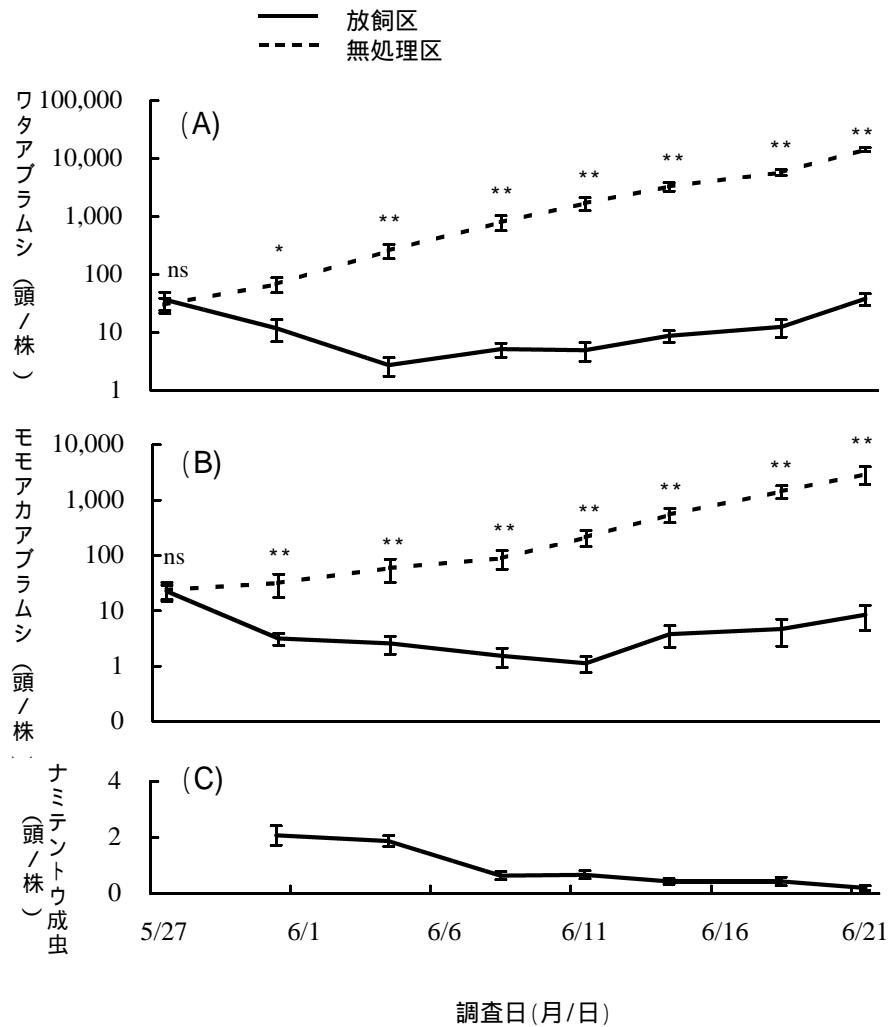 放飼区
無処理区
(A)
ワタアブラムシ (頭/株)
100,000
10,000
1,000
100
10
1
ns
*
**
**
**
**
**
**
(B)
モモアカアブラムシ (頭/株)
10,000
1,000
100
10
1
0
ns
**
**
**
**
**
**
**
(C)
ナミテントウ成虫
(頭/株)
4
2
0
5/27 6/1 6/6 6/11 6/16 6/21
調査日(月/日)